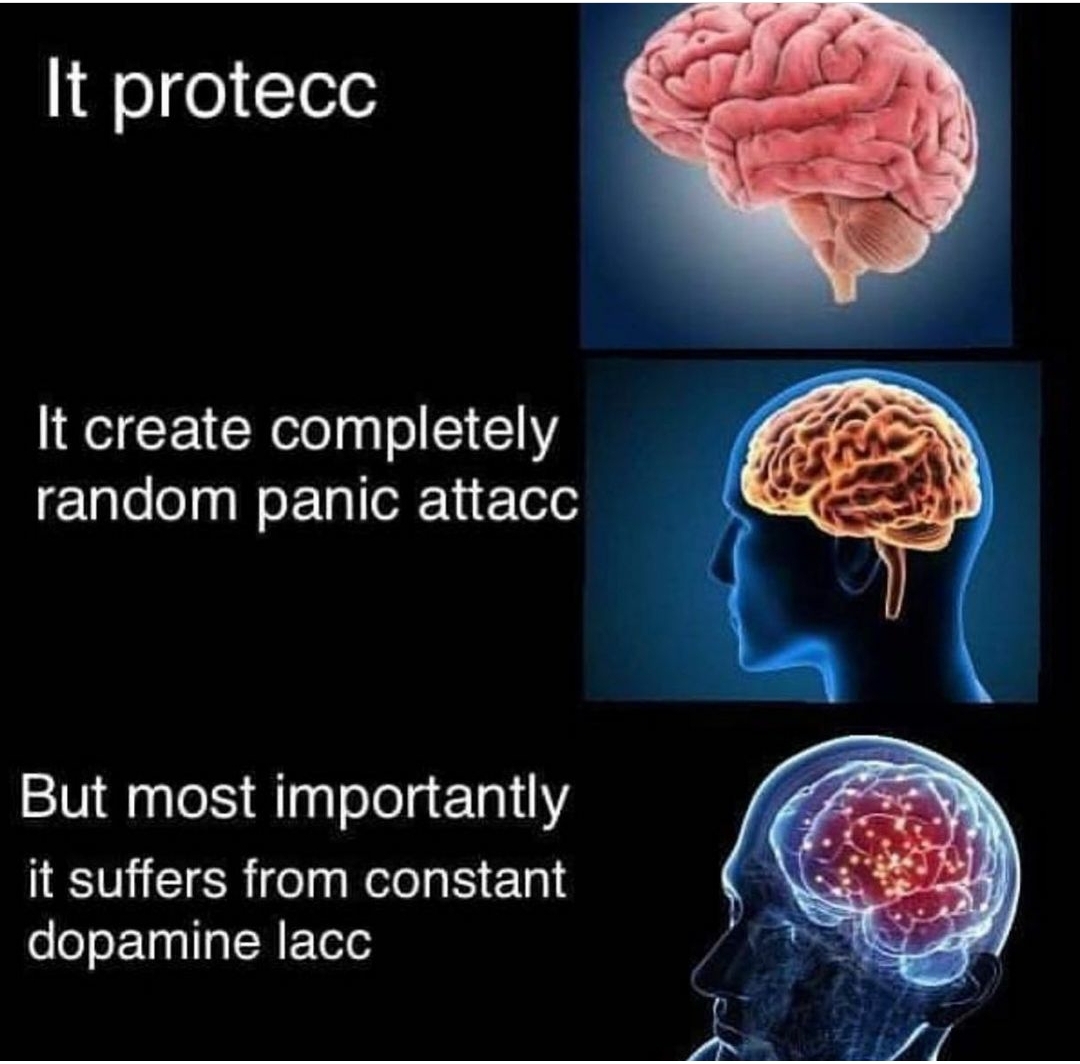 It protecc
It create completely
random panic attacc
But most importantly
it suffers from constant
dopamine lacc